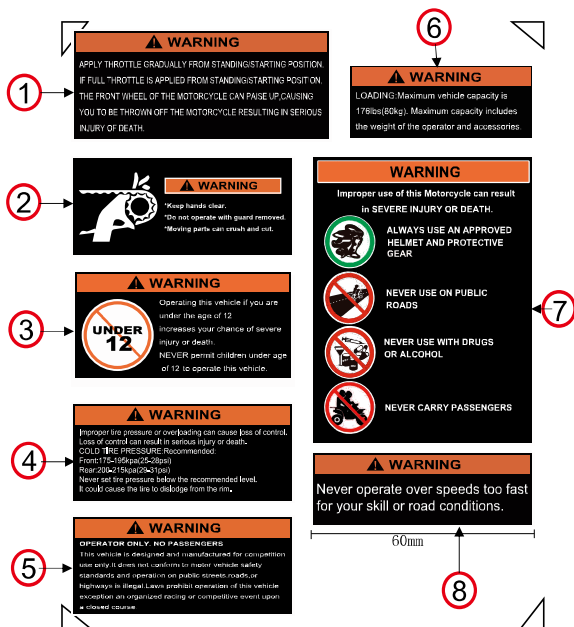 1
WARNING
APPLY THROTTLE GRADUALLY FROM STANDING/STARTING POSITION.
IF FULL THROTTLE IS APPLIED FROM STANDING/STARTING POSITION,
THE FRONT WHEEL OF THE MOTORCYCLE CAN PAISE UP,CAUSING
YOU TO BE THROWN OFF THE MOTORCYCLE RESULTING IN SERIOUS
INJURY OF DEATH.
2
WARNING
*Keep hands clear.
*Do not operate with guard removed.
*Moving parts can crush and cut.
3
WARNING
UNDER
12
Operating this vehicle if you are
under the age of 12
increases your chance of severe
injury or death.
NEVER permit children under age
of 12 to operate this vehicle.
4
WARNING
Improper tire pressure or overloading can cause loss of control.
Loss of control can result in serious injury or death.
COLD TIRE PRESSURE:Recommended:
Front:175-195kpa(25-28psi)
Rear:200-215kpa(29-31psi)
Never set tire pressure below the recommended level.
It could cause the tire to dislodge from the rim.
5
WARNING
OPERATOR ONLY. NO PASSENGERS
This vehicle is designed and manufactured for competition
use only.It does not conform to motor vehicle safety
standards and operation on public streets,roads,or
highways is illegal.Laws prohibit operation of this vehicle
exception an organized racing or competitive event upon
a closed course
6
WARNING
LOADING:Maximum vehicle capacity is
176lbs(80kg). Maximum capacity includes
the weight of the operator and accessories.
7
WARNING
Improper use of this Motorcycle can result
in SEVERE INJURY OR DEATH.
ALWAYS USE AN APPROVED
HELMET AND PROTECTIVE
GEAR
NEVER USE ON PUBLIC
ROADS
NEVER USE WITH DRUGS
OR ALCOHOL
NEVER CARRY PASSENGERS
WARNING
Never operate over speeds too fast
for your skill or road conditions.
60mm
8